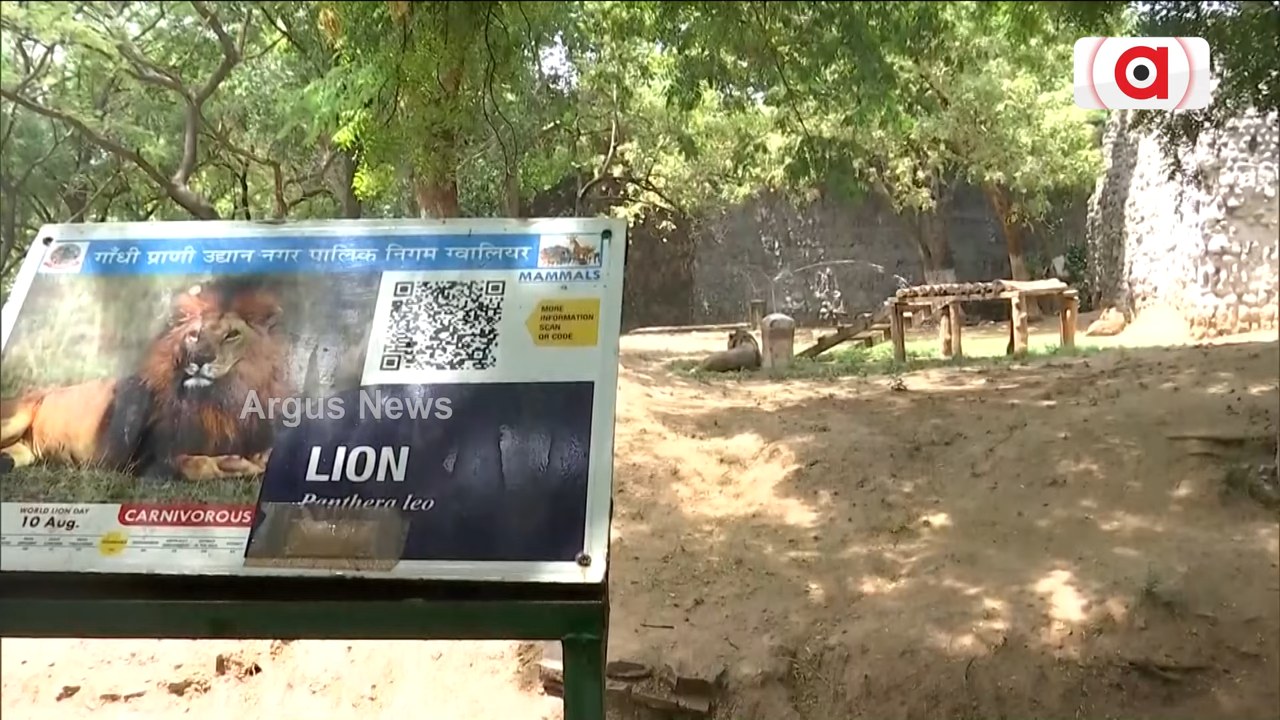 a
गाँधी प्राणी उद्यान नगर पालिक निगम ग्वालियर
MAMMALS
MORE
INFORMATION
SCAN
QR CODE
Argus News
LION
Panthera leo
WORLD LION DAY
10 Aug.
CARNIVOROUS